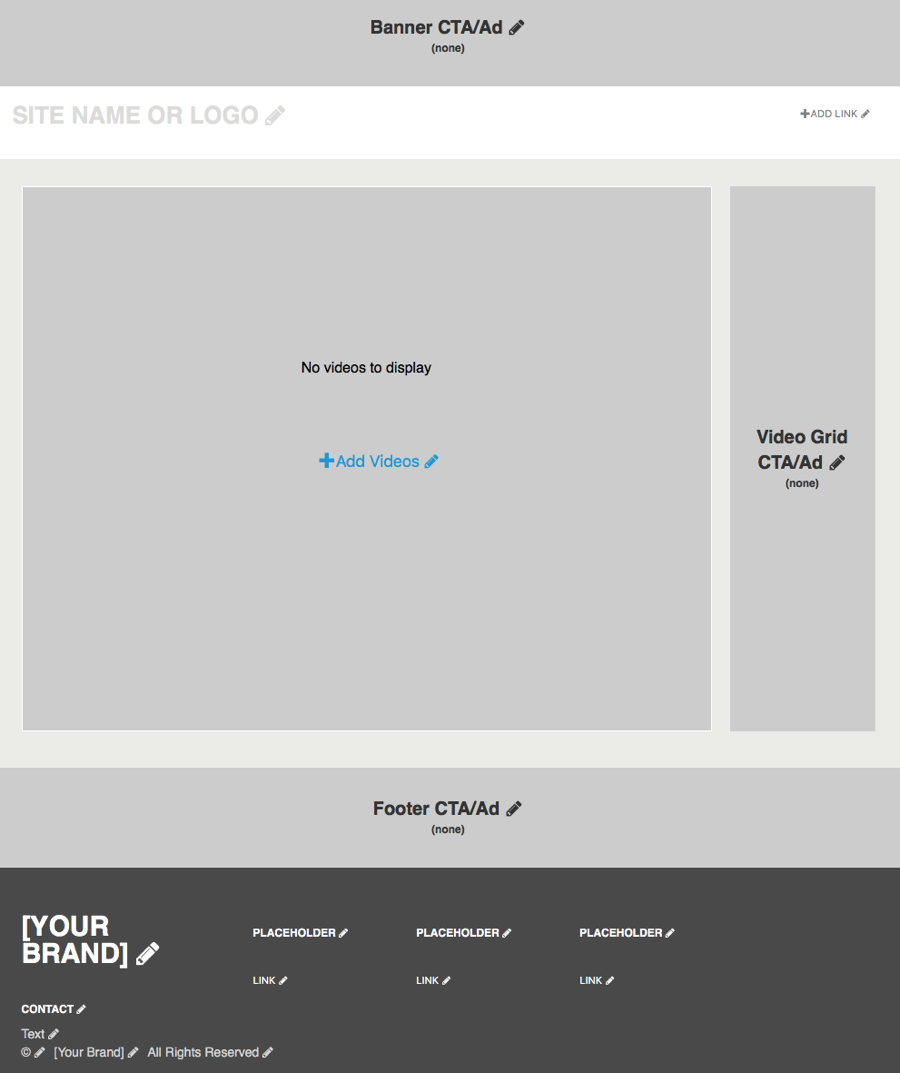 Banner CTA/Ad
(none)
SITE NAME OR LOGO
ADD LINK
No videos to display
Add Videos
Video Grid
CTA/Ad
(none)
Footer CTA/Ad
(none)
[YOUR
BRAND]
PLACEHOLDER
PLACEHOLDER
PLACEHOLDER
LINK
LINK
LINK
CONTACT
Text
© [Your Brand] All Rights Reserved